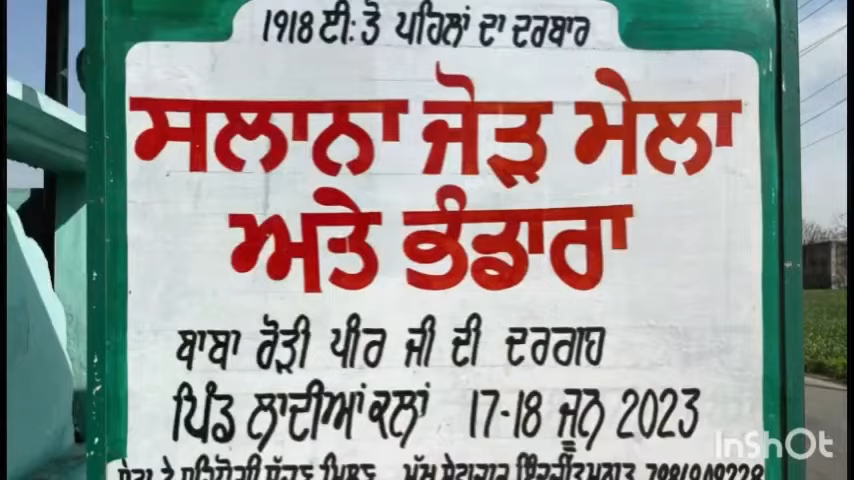 1918 ਈ: ਤੋ ਪਹਿਲਾਂ ਦਾ ਦਰਬਾਰ
ਸਲਾਨਾ ਜੋੜ ਮੇਲਾ
ਅਤੇ ਭੰਡਾਰਾ
ਬਾਬਾ ਰੋੜੀ ਪੀਰ ਜੀ ਦੀ ਦਰਗਾਹ
ਪਿੰਡ ਲਾਦੀਆਂ ਕਲਾਂ 17-18 ਜੂਨ 2023
InShOt